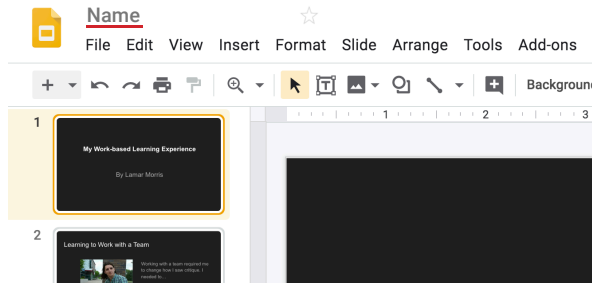 Name
File Edit View Insert Format Slide Arrange Tools Add-ons
Background
1 2 3
1
My Work-based Learning Experience
By Lamar Morris
2
Learning to Work with a Team
Working with a team required me
to change how I saw critique. I
needed to...